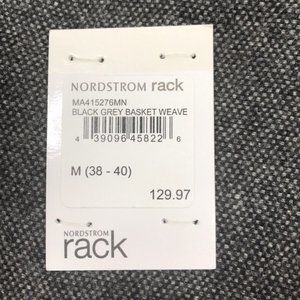 NORDSTROM rack
MA415276MN
BLACK GREY BASKET WEAVE
4 39096 45822 6
M (38 - 40)
129.97
NORDSTROM
rack